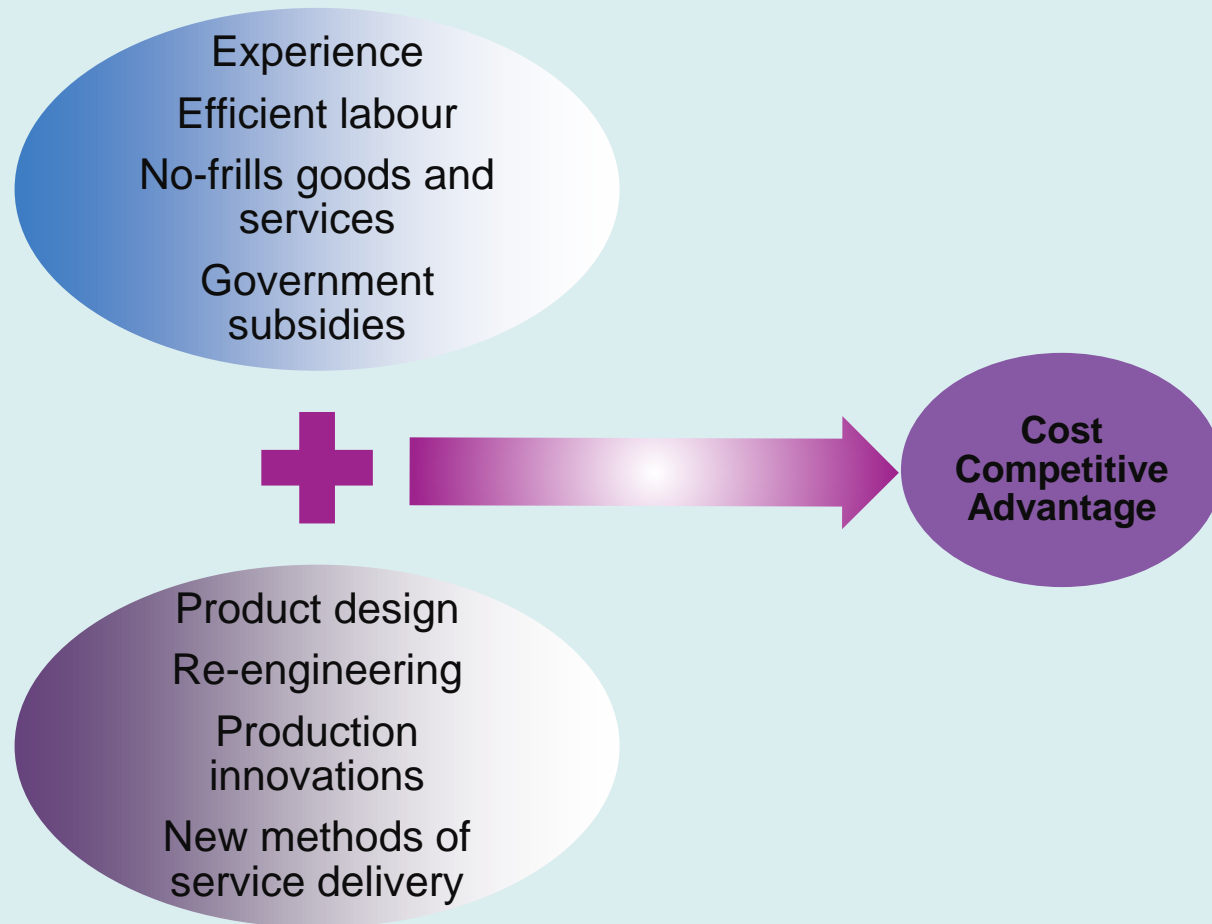 Experience
Efficient labour
No-frills goods and
services
Government
subsidies
Cost
Competitive
Advantage
Product design
Re-engineering
Production
innovations
New methods of
service delivery